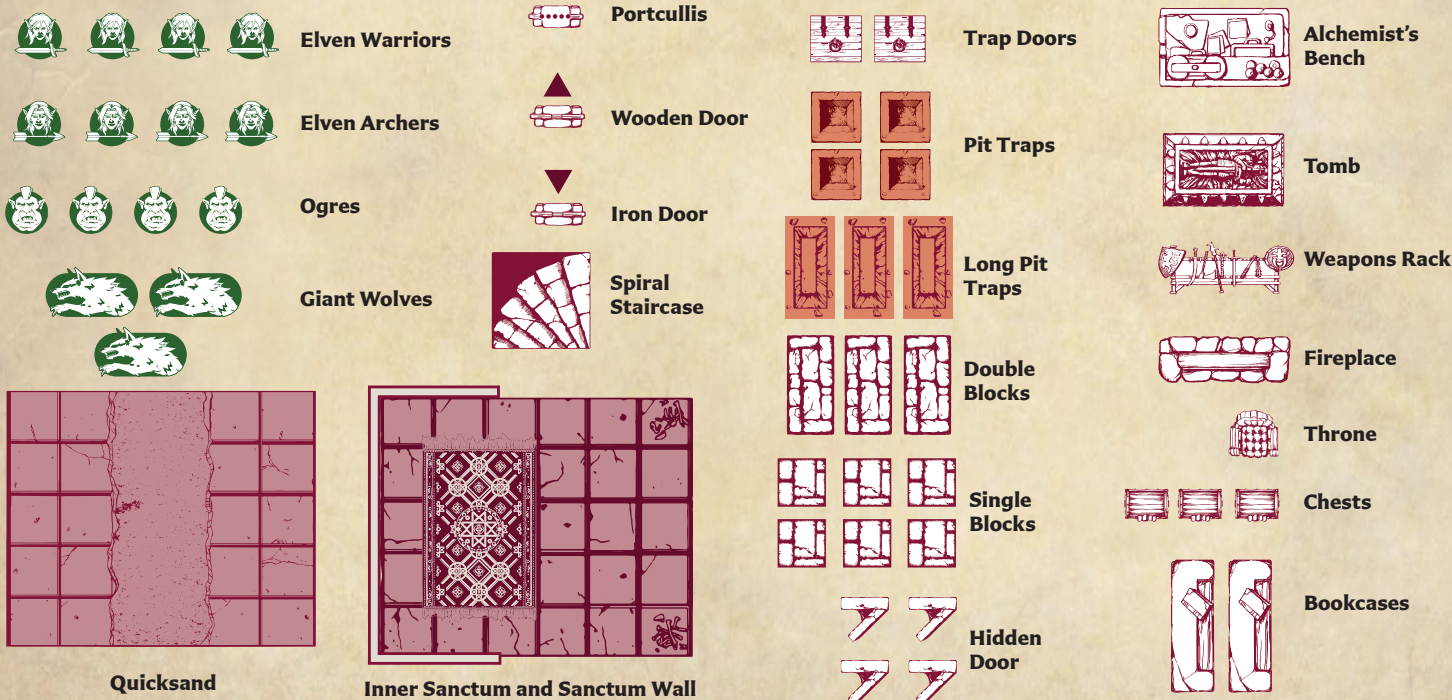 Elven Warriors
Elven Archers
Ogres
Giant Wolves
Quicksand
Portcullis
Wooden Door
Iron Door
Spiral
Staircase
Inner Sanctum and Sanctum Wall
Trap Doors
Pit Traps
Long Pit
Traps
Double
Blocks
Single
Blocks
Hidden
Door
Alchemist's
Bench
Tomb
Weapons Rack
Fireplace
Throne
Chests
Bookcases